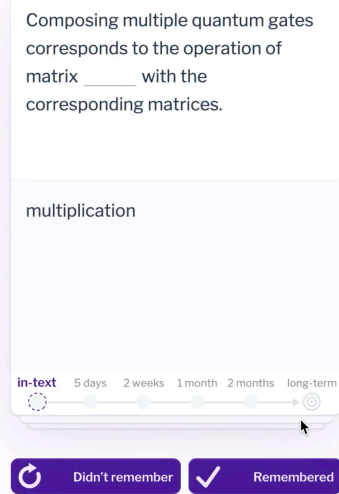 Composing multiple quantum gates
corresponds to the operation of
matrix ______ with the
corresponding matrices.
multiplication
in-text 5 days 2 weeks 1 month 2 months long-term
Didn't remember Remembered